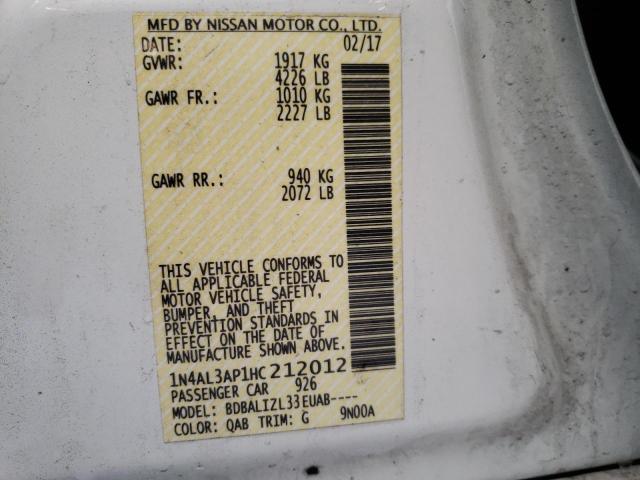 MFD BY NISSAN MOTOR CO., LTD.
DATE: 02/17
GVWR: 1917 KG
4226 LB
GAWR FR.: 1010 KG
2227 LB
GAWR RR.: 940 KG
2072 LB
THIS VEHICLE CONFORMS TO
ALL APPLICABLE FEDERAL
MOTOR VEHICLE SAFETY,
BUMPER, AND THEFT
PREVENTION STANDARDS IN
EFFECT ON THE DATE OF
MANUFACTURE SHOWN ABOVE.
1N4AL3AP1HC212012
PASSENGER CAR 926
MODEL: BDBALIZL33EUAB----
COLOR: QAB TRIM: G 9N00A